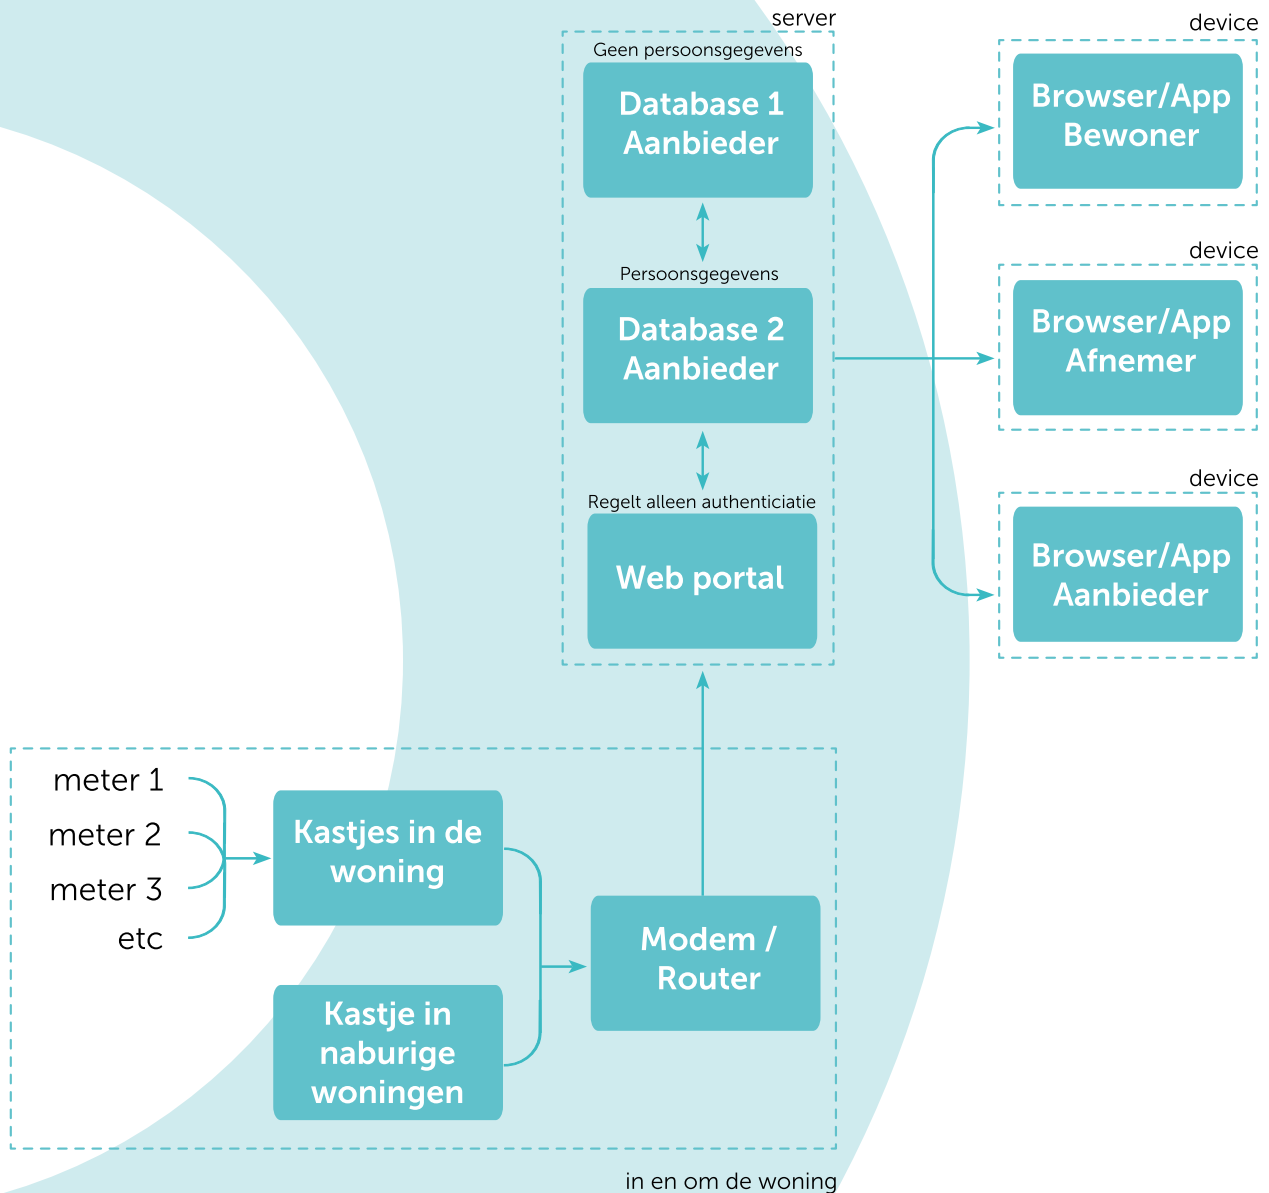 server
Geen persoonsgegevens
Database 1
Aanbieder
Persoonsgegevens
Database 2
Aanbieder
Regelt alleen authenticiatie
Web portal
device
Browser/App
Bewoner
device
Browser/App
Afnemer
device
Browser/App
Aanbieder
meter 1
meter 2
meter 3
etc
Kastjes in de
woning
Kastje in
naburige
woningen
Modem /
Router
in en om de woning